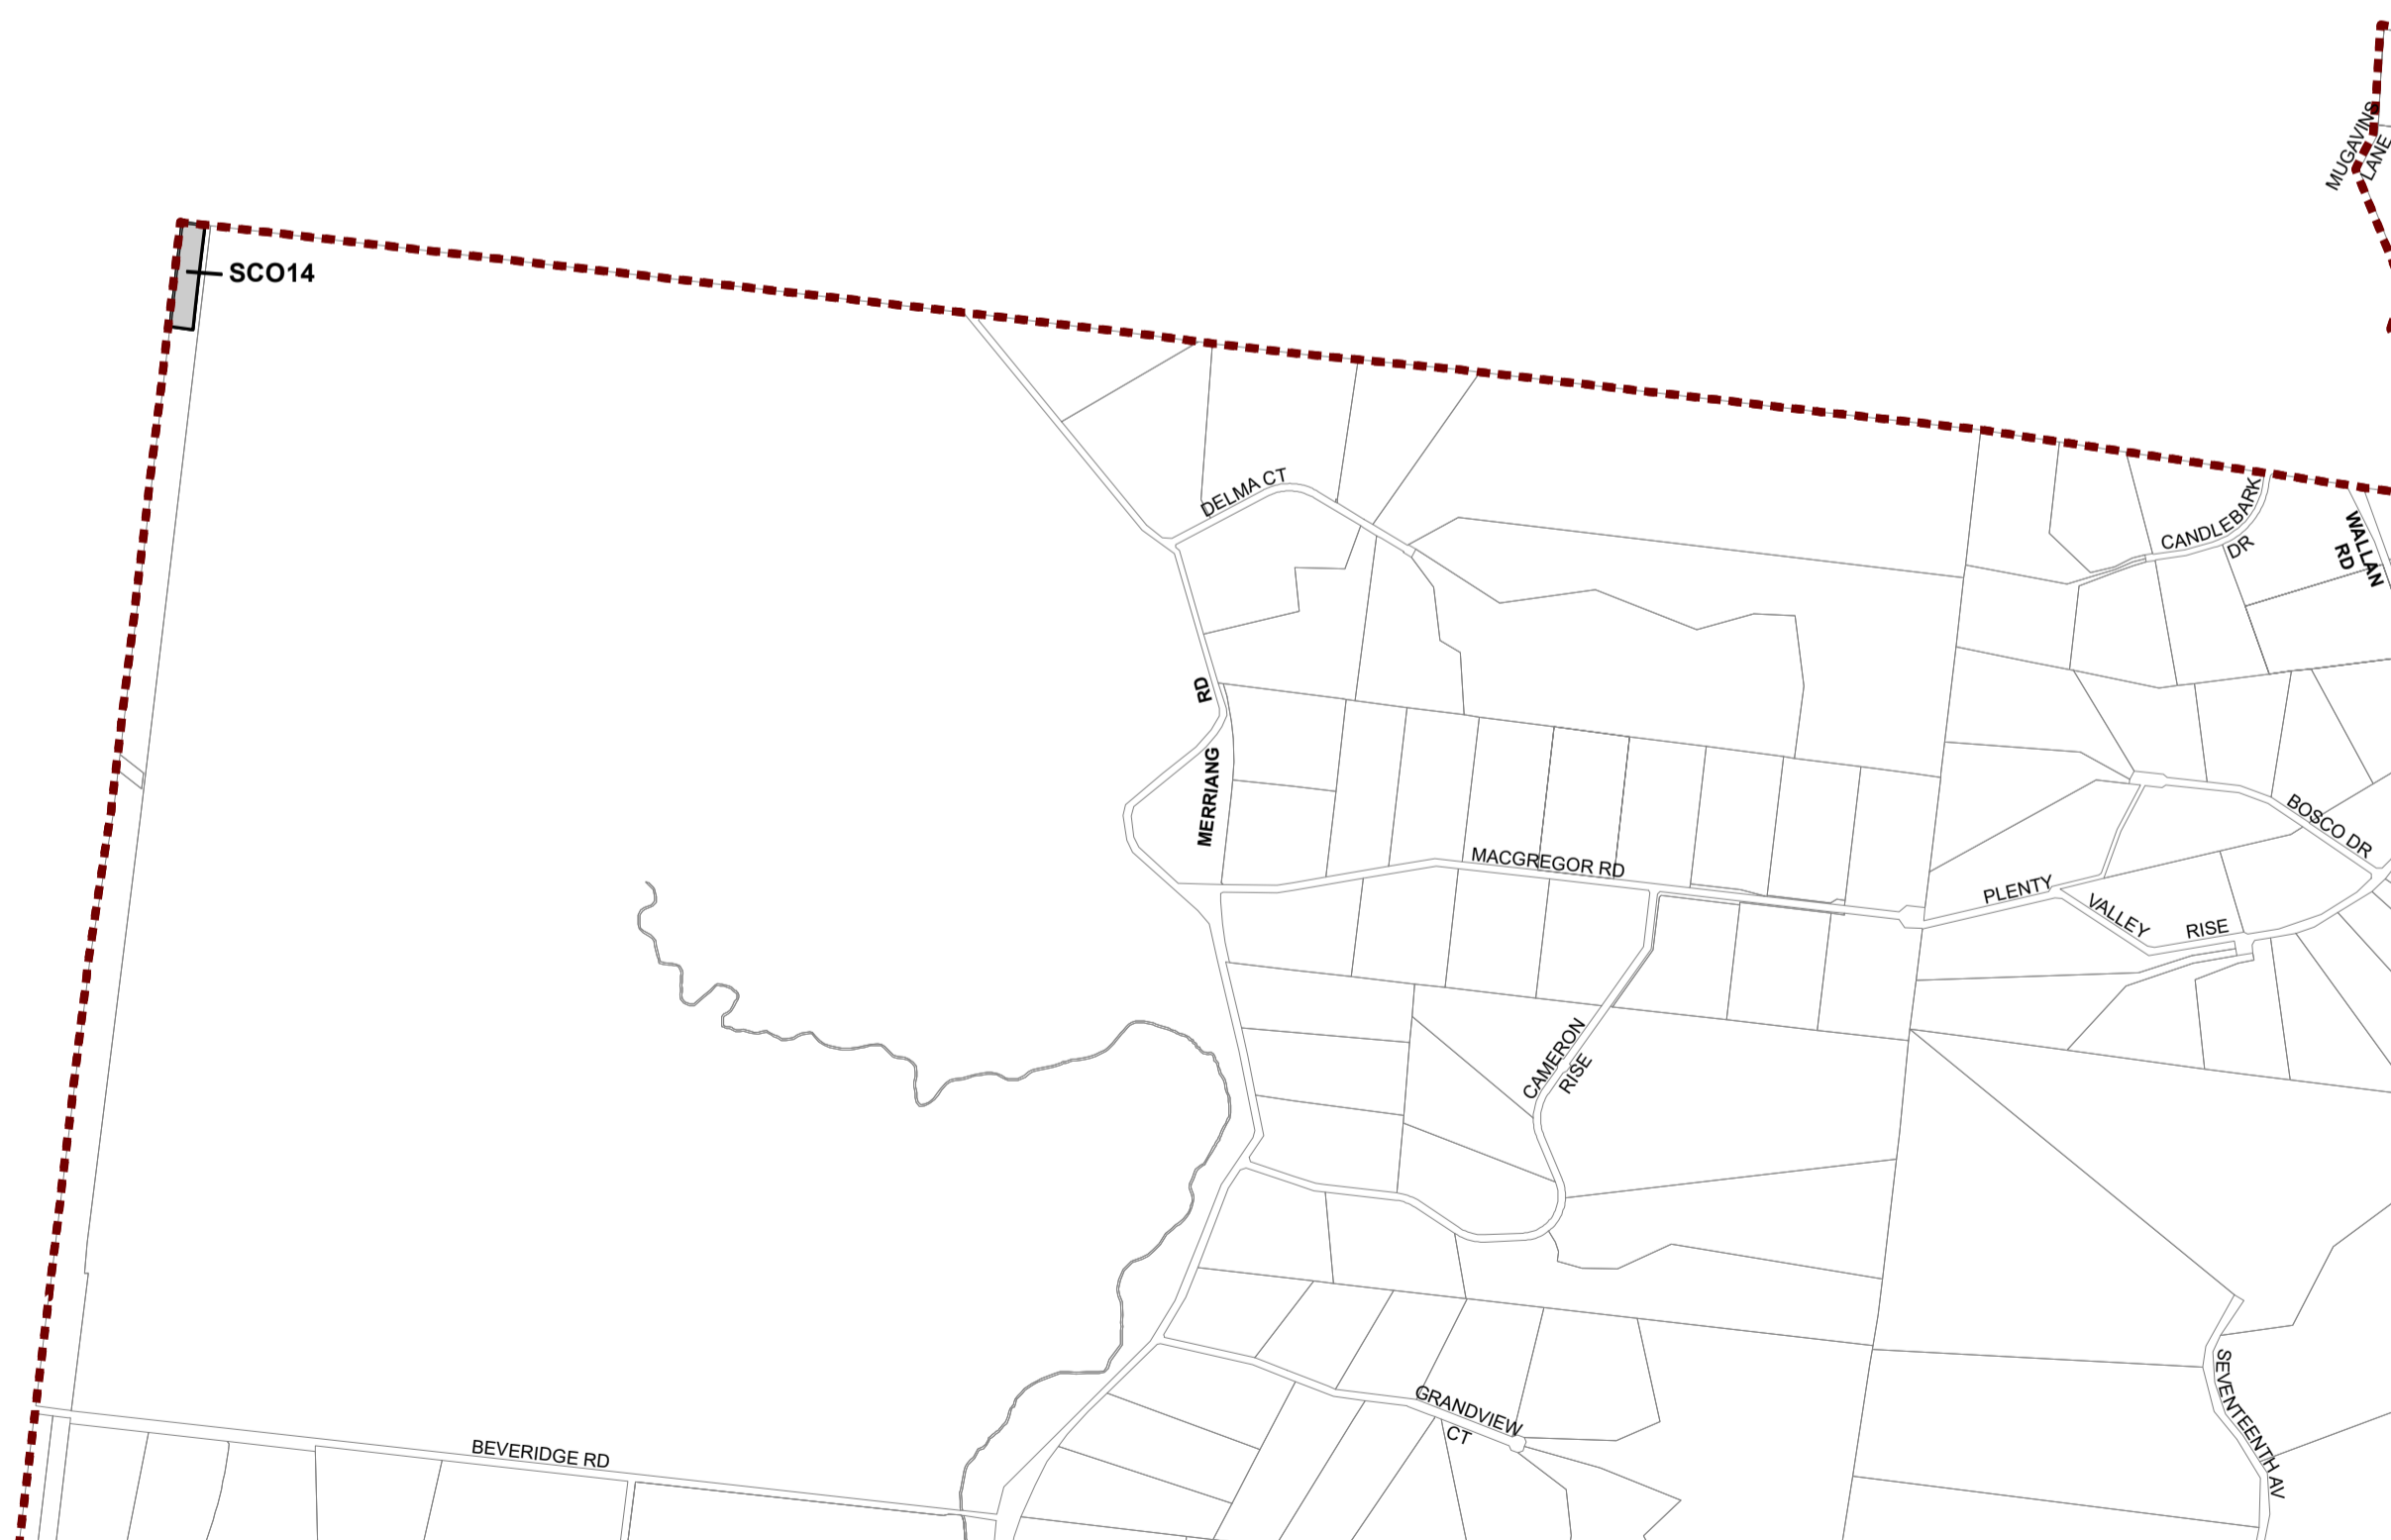 MUGAVINS
LANE
SCO14
DELMA CT
CANDLEBARK
DR
WALLAN
RD
RD
MERRIANG
BOSCO DR
MACGREGOR RD
PLENTY
VALLEY
RISE
CAMERON
RISE
SEVENTEENTH AV
GRANDVIEW
CT
BEVERIDGE RD